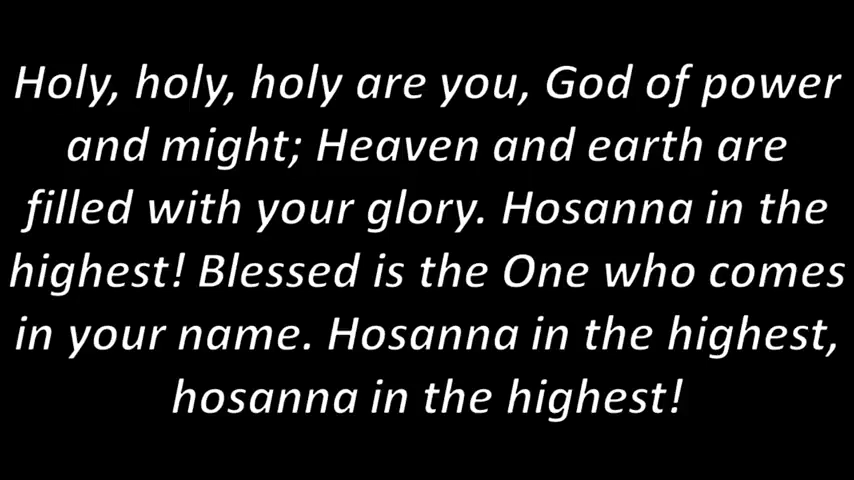 Holy, holy, holy are you, God of power
and might; Heaven and earth are
filled with your glory. Hosanna in the
highest! Blessed is the One who comes
in your name. Hosanna in the highest,
hosanna in the highest!